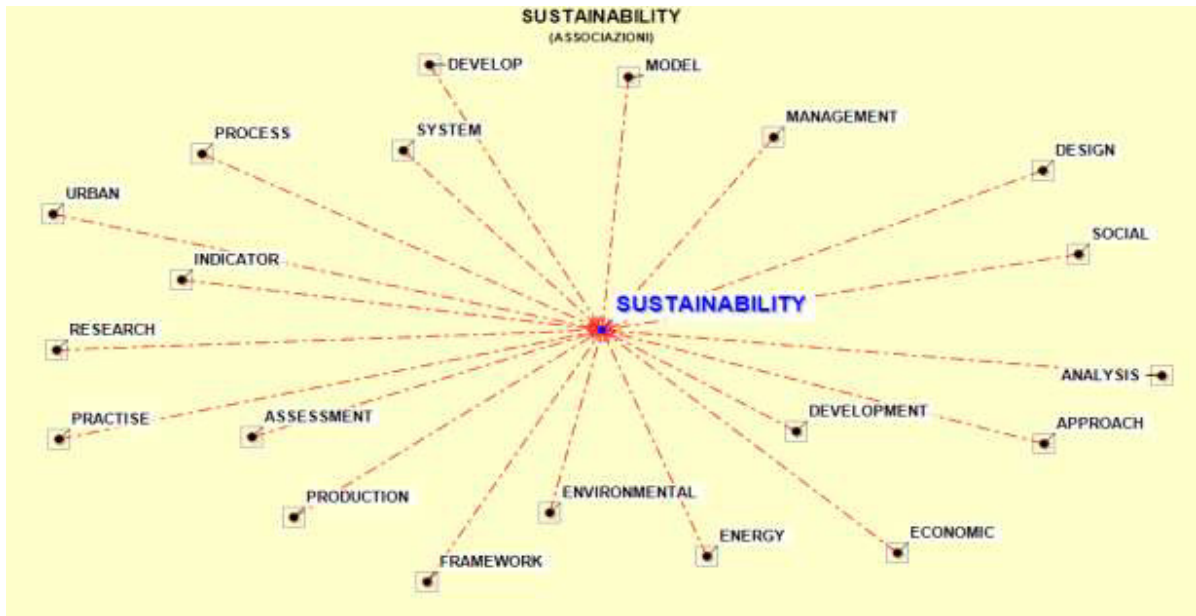 SUSTAINABILITY
(ASSOCIAZIONI)
DEVELOP
MODEL
MANAGEMENT
PROCESS
SYSTEM
DESIGN
URBAN
SOCIAL
INDICATOR
SUSTAINABILITY
RESEARCH
ANALYSIS
PRACTISE
ASSESSMENT
DEVELOPMENT
APPROACH
PRODUCTION
ENVIRONMENTAL
ENERGY
ECONOMIC
FRAMEWORK